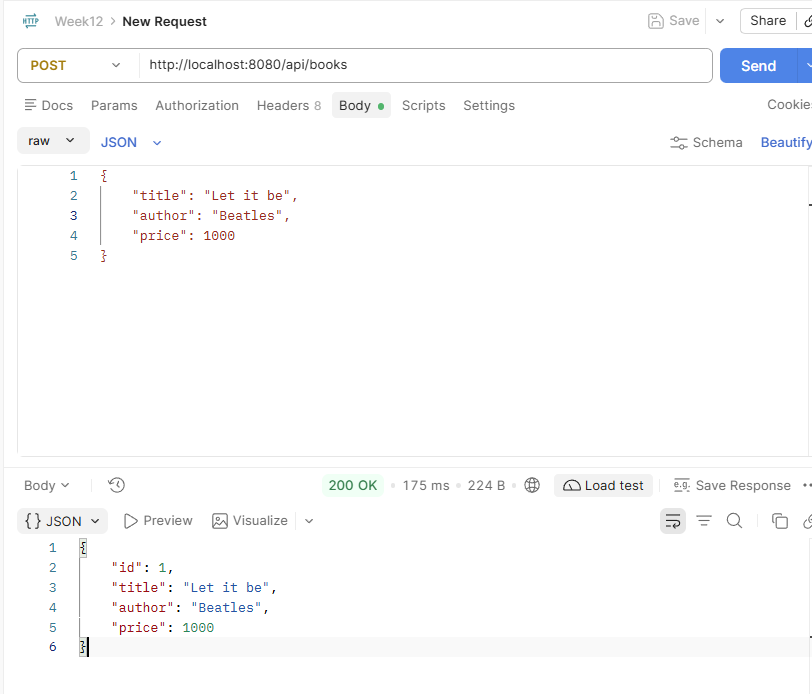 HTTP Week12 > New Request Save Share
POST http://localhost:8080/api/books Send
Docs Params Authorization Headers 8 Body Scripts Settings Cookie
raw JSON Schema Beautify
1 {
2 "title": "Let it be",
3 "author": "Beatles",
4 "price": 1000
5 }
Body 200 OK • 175 ms • 224 B • Load test e.g. Save Response
{} JSON Preview Visualize
1 {
2 "id": 1,
3 "title": "Let it be",
4 "author": "Beatles",
5 "price": 1000
6 }